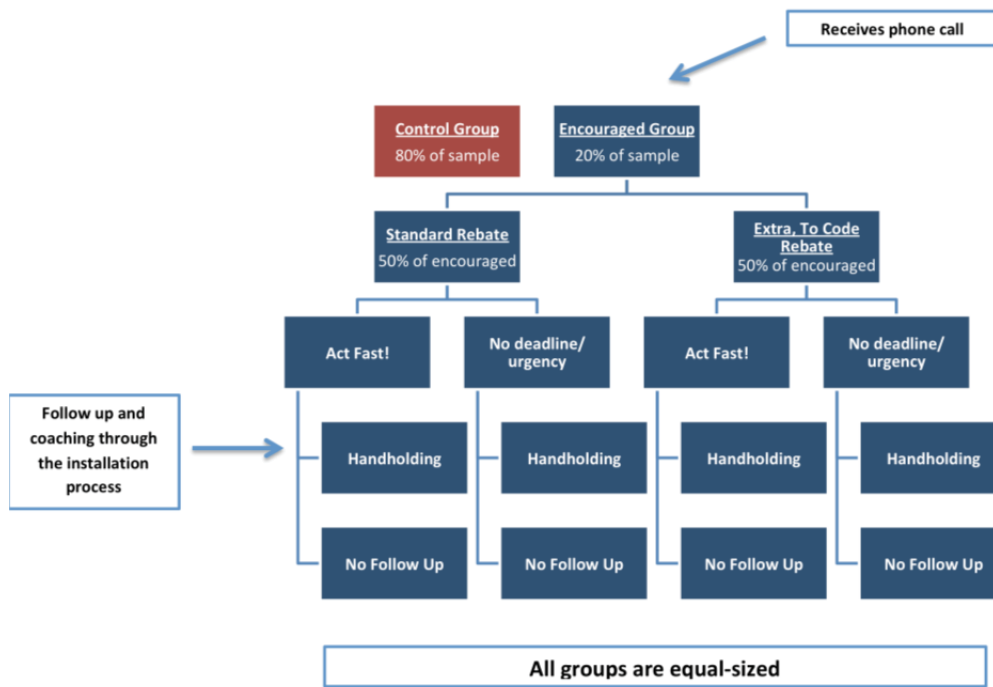 Receives phone call
Control Group
80% of sample
Encouraged Group
20% of sample
Standard Rebate
50% of encouraged
Extra, To Code
Rebate
50% of encouraged
Act Fast!
No deadline/
urgency
Act Fast!
No deadline/
urgency
Follow up and
coaching through
the installation
process
Handholding
Handholding
Handholding
Handholding
No Follow Up
No Follow Up
No Follow Up
No Follow Up
All groups are equal-sized